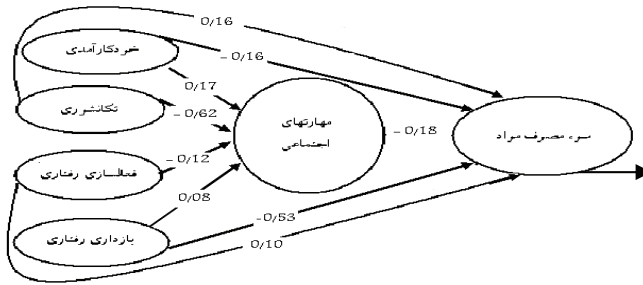 0/16
خودکارآمدی
-0/16
0/17
تکانشوری
-0/62
مهارتهای
اجتماعی
-0/18
سوء مصرف مواد
-0/12
فعالسازی رفتاری
0/08
-0/53
بازداری رفتاری
0/10